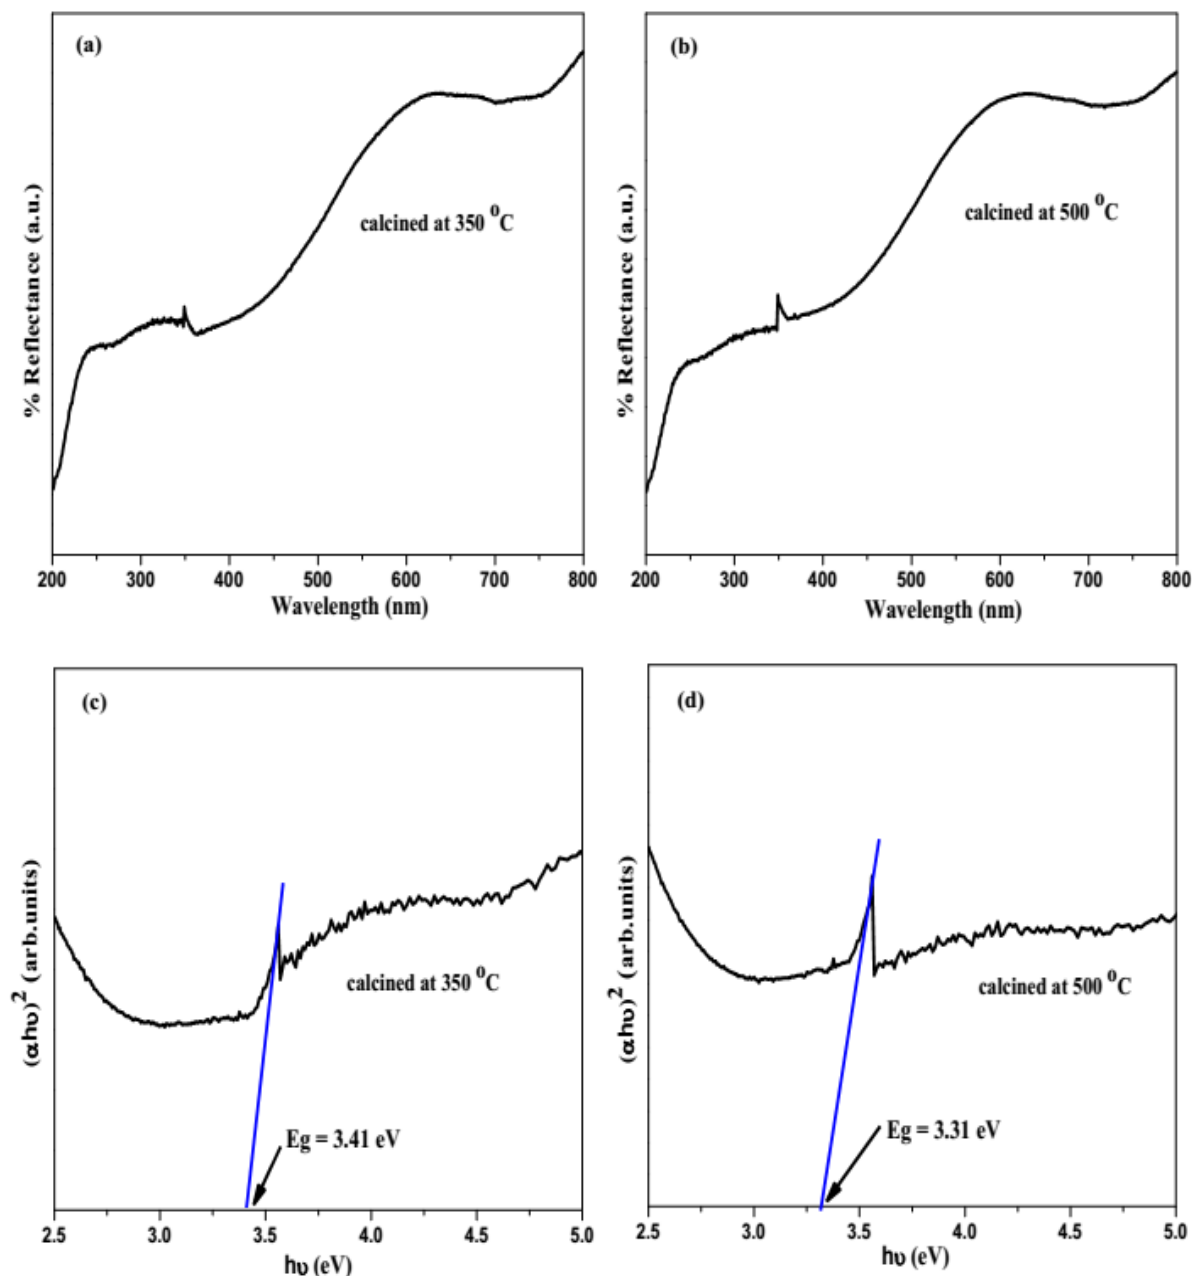 (a)
calcined at 350 °C
% Reflectance (a.u.)
200 300 400 500 600 700 800
Wavelength (nm)
(b)
calcined at 500 °C
% Reflectance (a.u.)
200 300 400 500 600 700 800
Wavelength (nm)
(c)
calcined at 350 °C
Eg = 3.41 eV
(αhυ)² (arb.units)
2.5 3.0 3.5 4.0 4.5 5.0
hυ (eV)
(d)
calcined at 500 °C
Eg = 3.31 eV
(αhυ)² (arb.units)
2.5 3.0 3.5 4.0 4.5 5.0
hυ (eV)